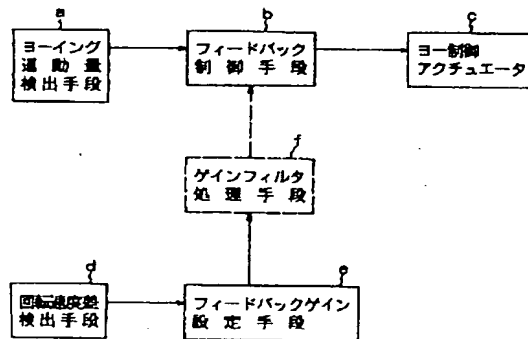 a
ヨーイング
運動量
検出手段
b
フィードバック
制御手段
c
ヨー制御
アクチュエータ
f
ゲインフィルタ
処理手段
d
回転速度差
検出手段
e
フィードバックゲイン
設定手段